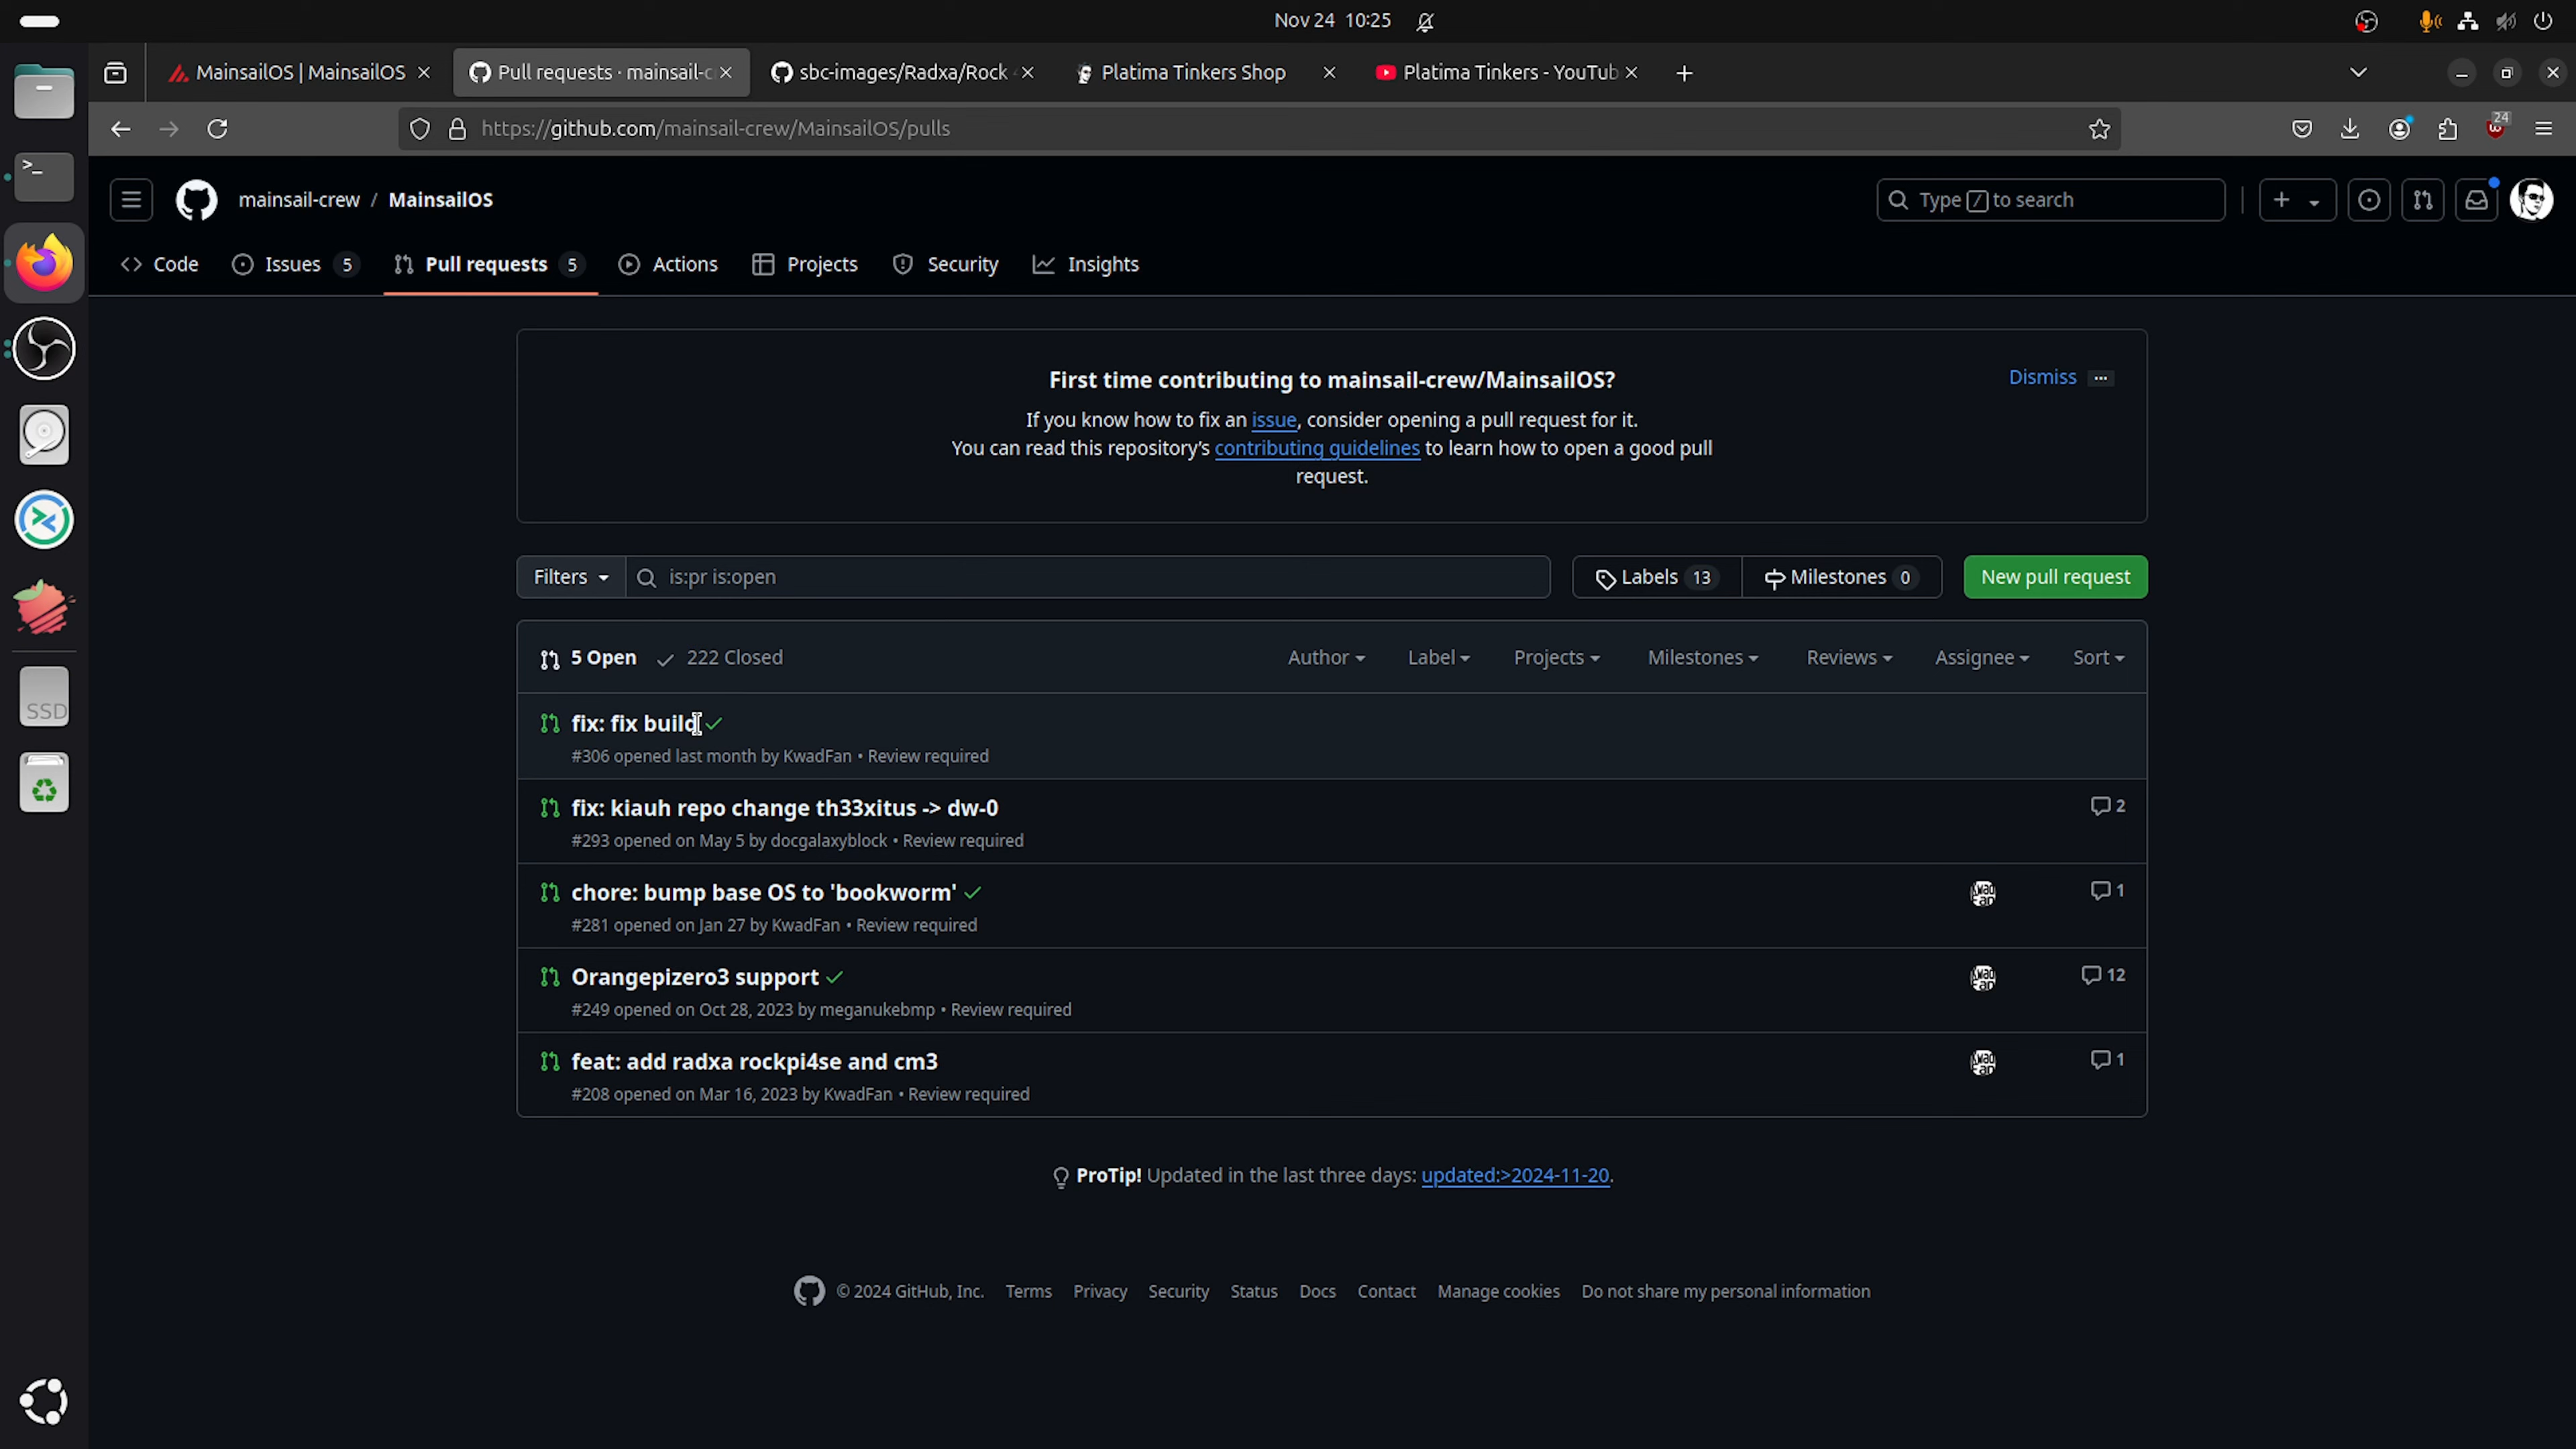 Nov 24 10:25
MainsailOS | MainsailOS
Pull requests · mainsail-c
sbc-images/Radxa/Rock
Platima Tinkers Shop
Platima Tinkers - YouTub
https://github.com/mainsail-crew/MainsailOS/pulls
24
mainsail-crew / MainsailOS
Type / to search
Code
Issues 5
Pull requests 5
Actions
Projects
Security
Insights
First time contributing to mainsail-crew/MainsailOS?
Dismiss
If you know how to fix an issue, consider opening a pull request for it.
You can read this repository's contributing guidelines to learn how to open a good pull
request.
Filters
is:pr is:open
Labels 13
Milestones 0
New pull request
5 Open
222 Closed
Author
Label
Projects
Milestones
Reviews
Assignee
Sort
fix: fix build
#306 opened last month by KwadFan • Review required
fix: kiauh repo change th33xitus -> dw-0
2
#293 opened on May 5 by docgalaxyblock • Review required
chore: bump base OS to 'bookworm'
1
#281 opened on Jan 27 by KwadFan • Review required
Orangepizero3 support
12
#249 opened on Oct 28, 2023 by meganukebmp • Review required
feat: add radxa rockpi4se and cm3
1
#208 opened on Mar 16, 2023 by KwadFan • Review required
SSD
ProTip! Updated in the last three days: updated:>2024-11-20.
© 2024 GitHub, Inc.
Terms
Privacy
Security
Status
Docs
Contact
Manage cookies
Do not share my personal information